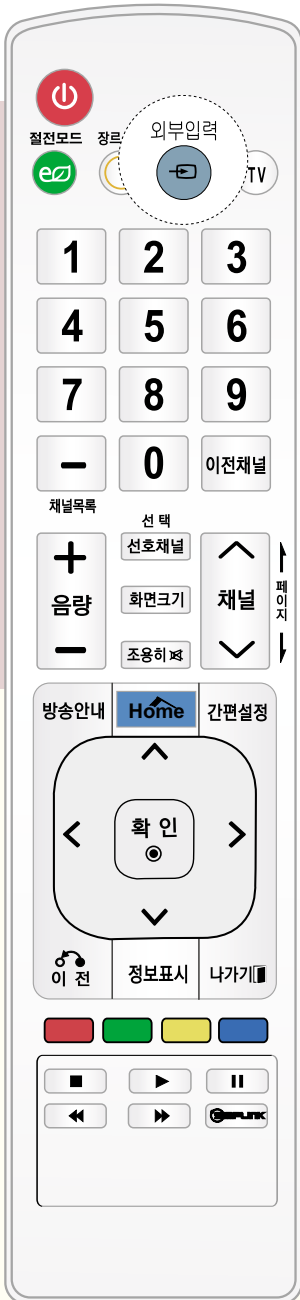 외부입력
절전모드 장르
TV
1 2 3
4 5 6
7 8 9
0 이전채널
채널목록
선 택
선호채널
음량 화면크기 채널
페이지
조용히
방송안내 Home 간편설정
확 인
이 전 정보표시 나가기